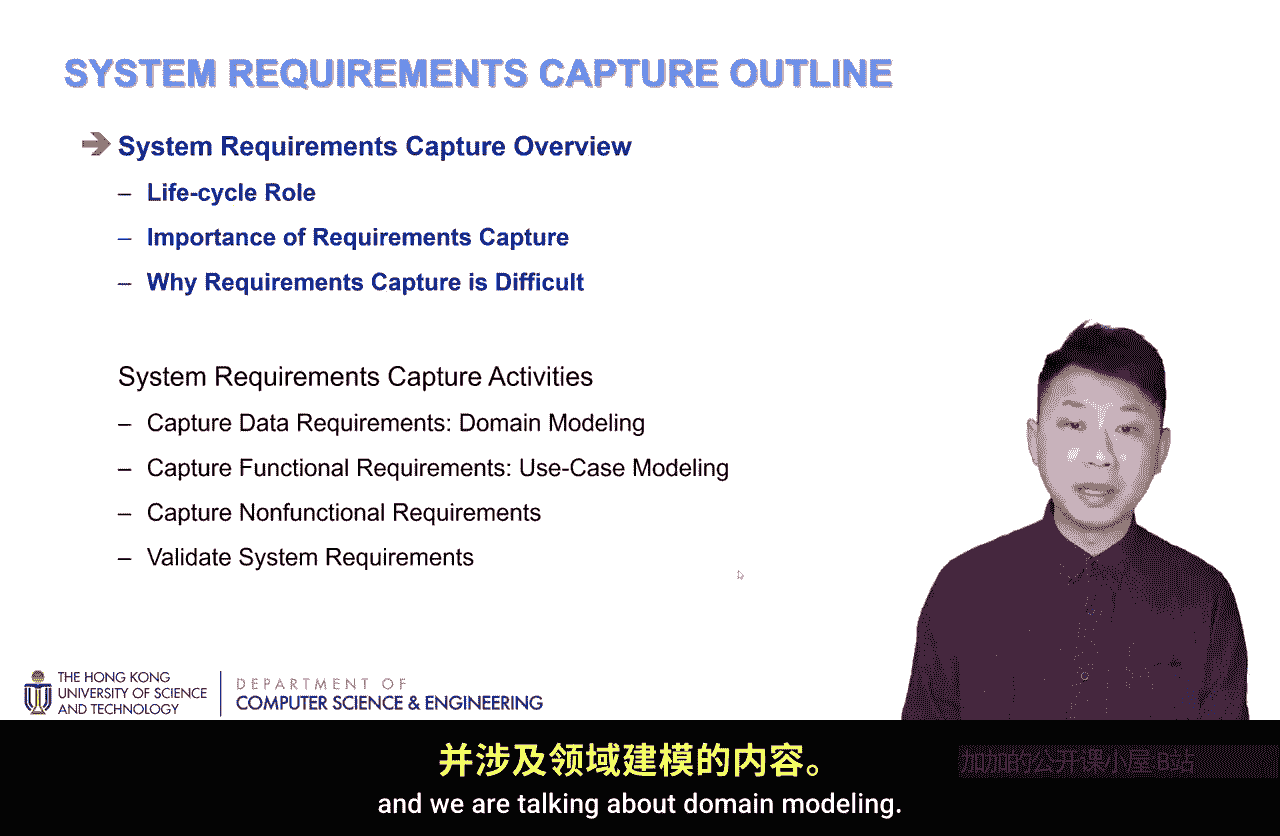 SYSTEM REQUIREMENTS CAPTURE OUTLINE
System Requirements Capture Overview
– Life-cycle Role
– Importance of Requirements Capture
– Why Requirements Capture is Difficult
System Requirements Capture Activities
– Capture Data Requirements: Domain Modeling
– Capture Functional Requirements: Use-Case Modeling
– Capture Nonfunctional Requirements
– Validate System Requirements
THE HONG KONG
UNIVERSITY OF SCIENCE
AND TECHNOLOGY
DEPARTMENT OF
COMPUTER SCIENCE & ENGINEERING
并涉及领域建模的内容。
加加的公开课小屋 B站
and we are talking about domain modeling.